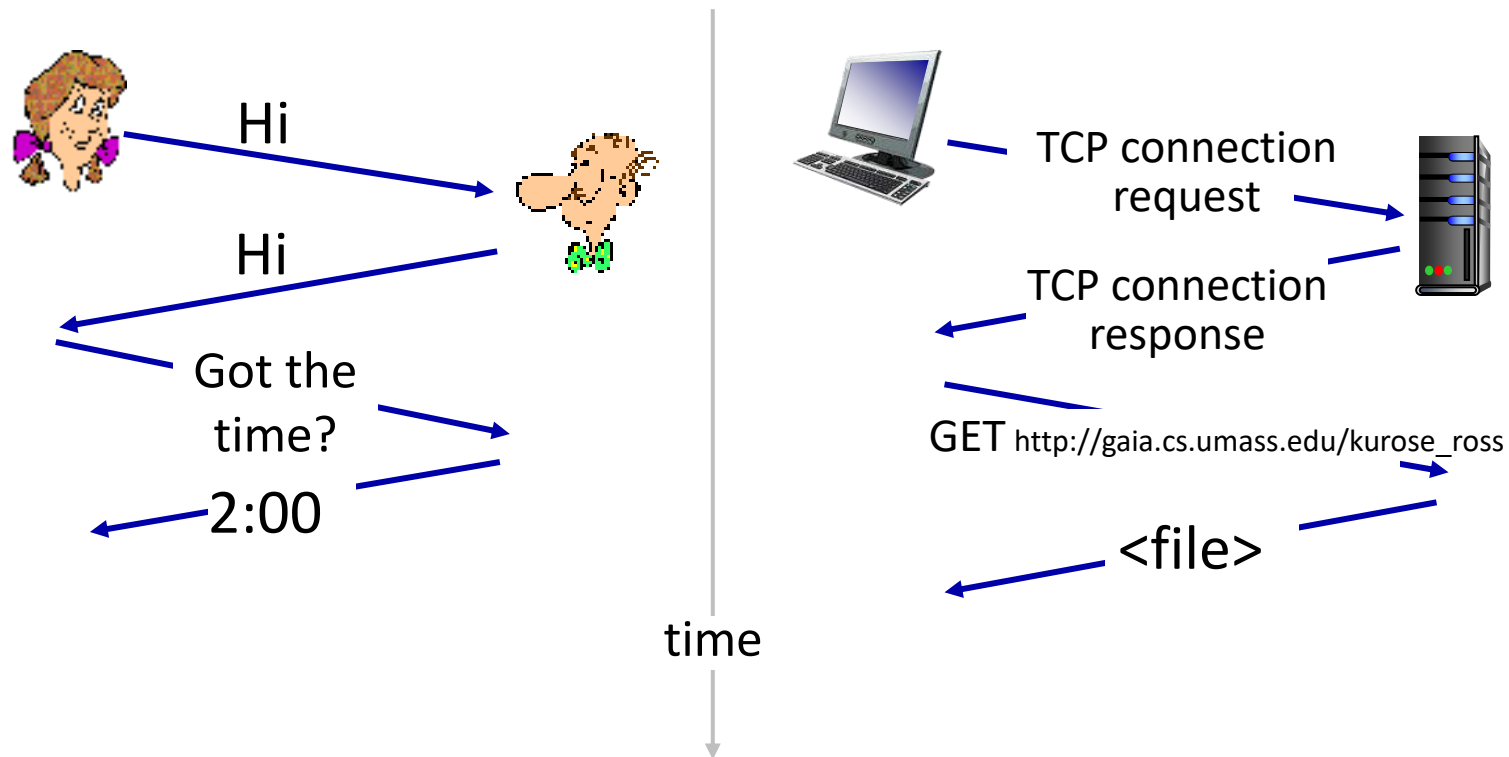 Hi
Hi
Got the
time?
2:00
time
TCP connection
request
TCP connection
response
GET http://gaia.cs.umass.edu/kurose_ross
<file>